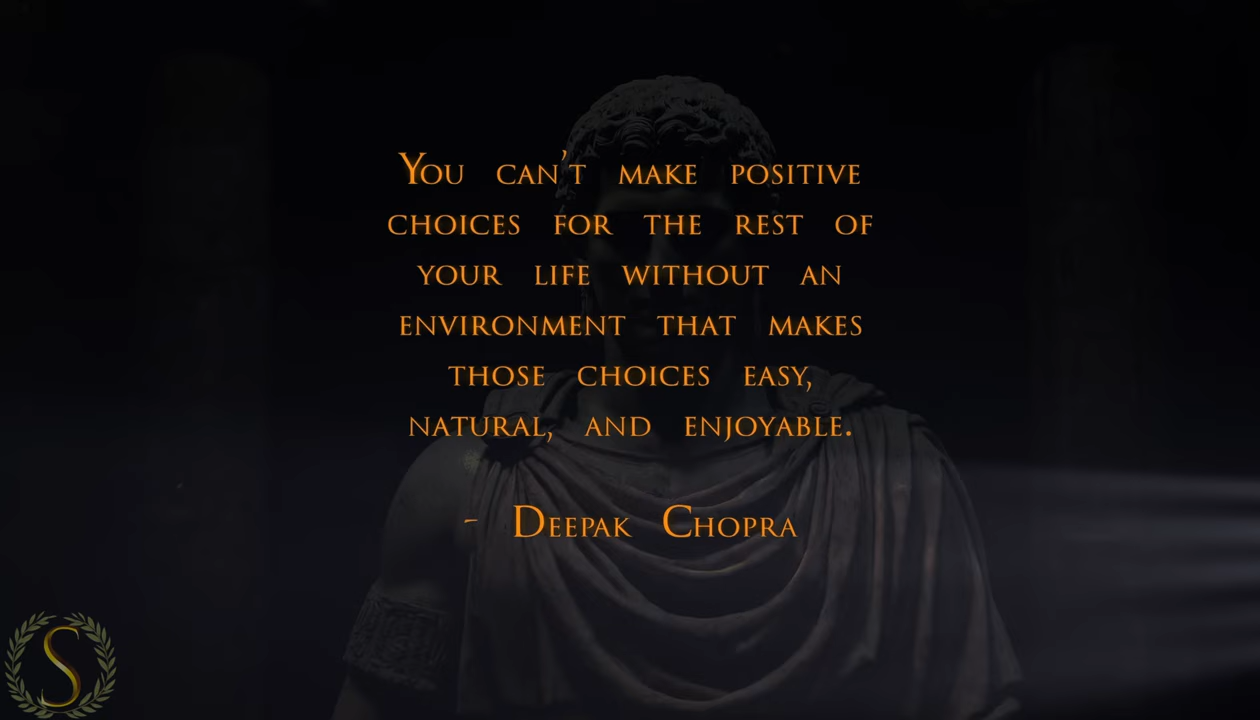 You can't make positive
choices for the rest of
your life without an
environment that makes
those choices easy,
natural, and enjoyable.
- Deepak Chopra
S